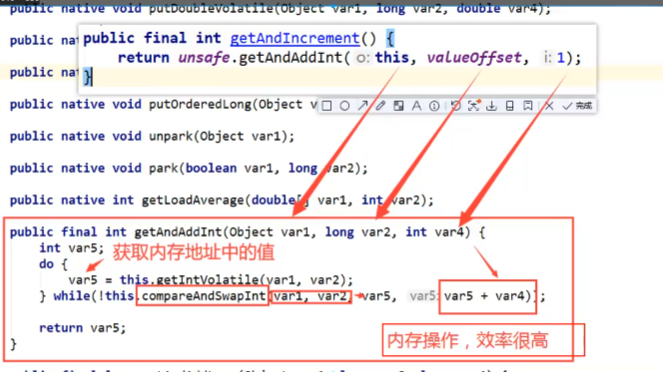 public native void putDoubleVolatile(Object var1, long var2, double var4);
public nat
public final int getAndIncrement() {
return unsafe.getAndAddInt( o: this, valueOffset, i: 1);
}
public nat
public native void putOrderedLong(Object v
完成
public native void unpark(Object var1);
public native void park(boolean var1, long var2);
public native int getLoadAverage(double[] var1, int var2);
public final int getAndAddInt(Object var1, long var2, int var4) {
int var5;
获取内存地址中的值
do {
var5 = this.getIntVolatile(var1, var2);
} while(!this.compareAndSwapInt(var1, var2, var5, var5: var5 + var4));
return var5;
内存操作，效率很高
}